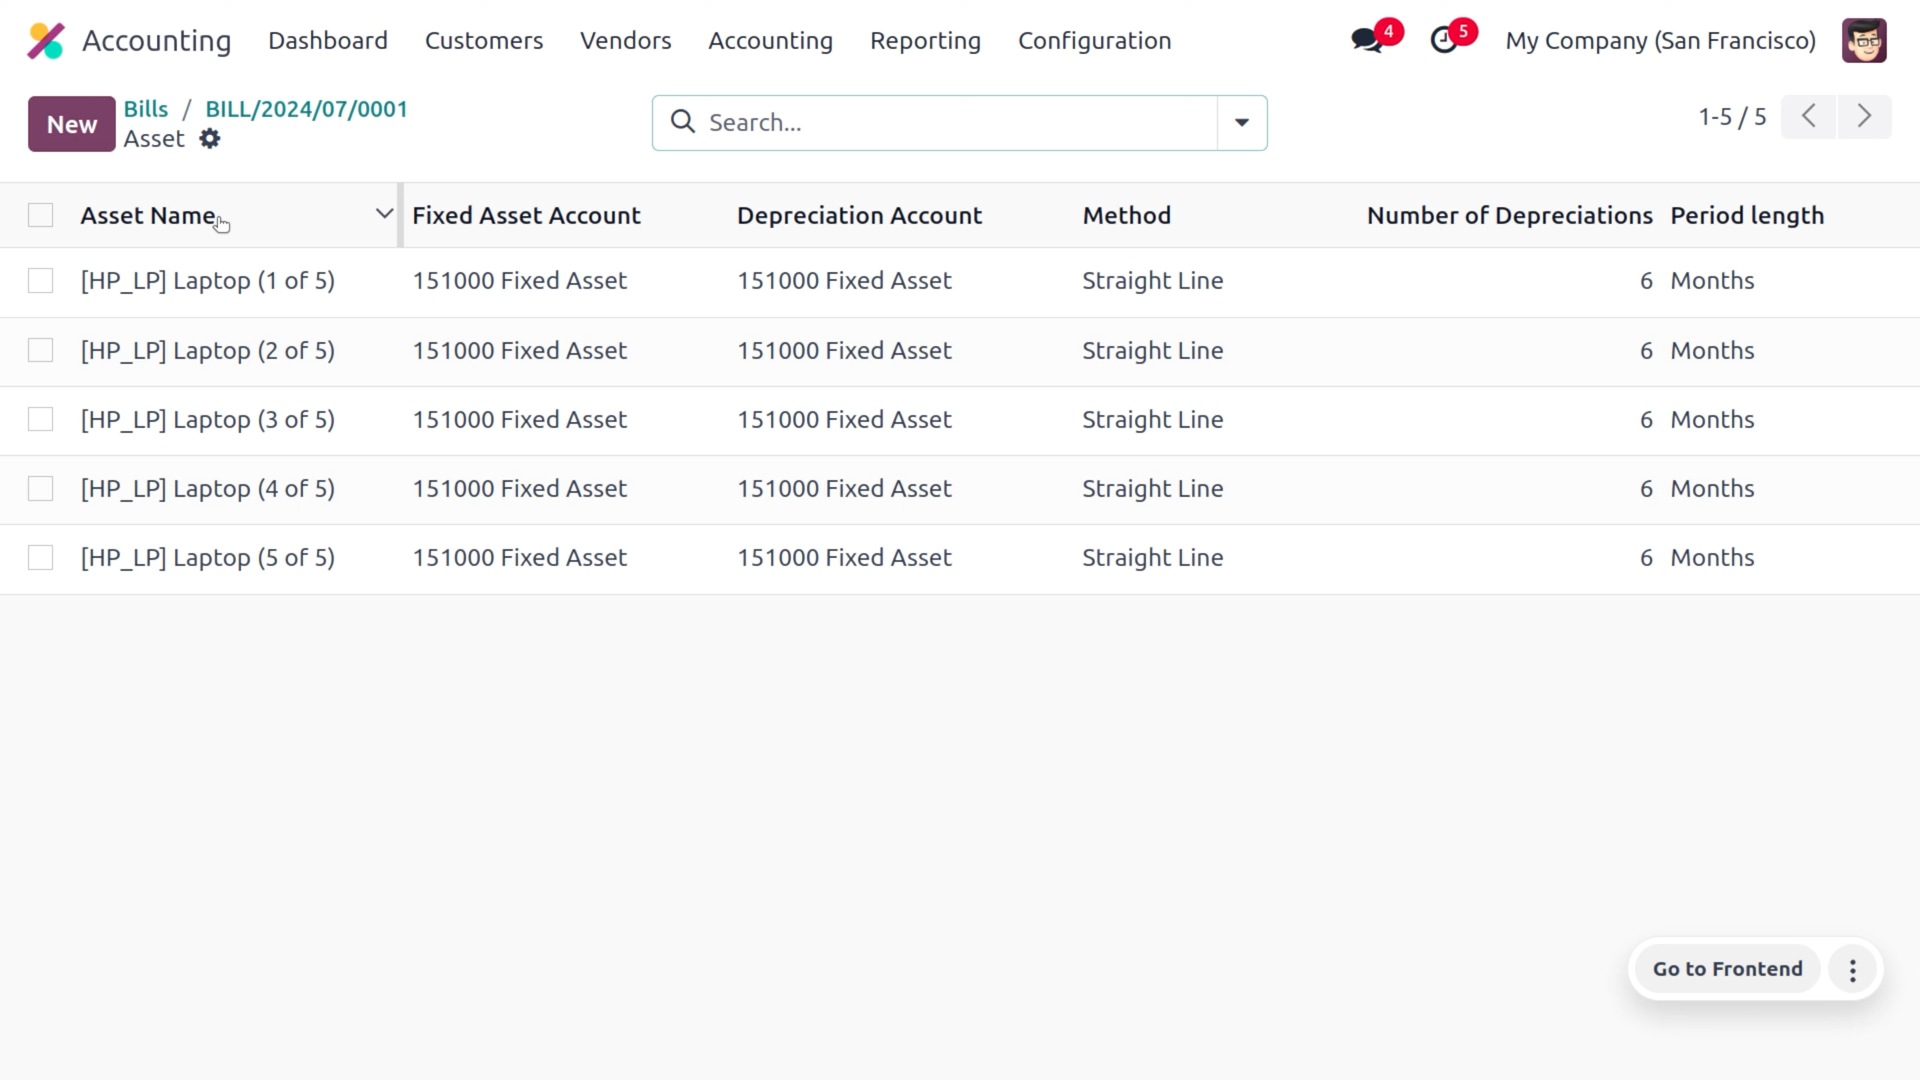 Accounting Dashboard Customers Vendors Accounting Reporting Configuration 4 5 My Company (San Francisco)
New Bills / BILL/2024/07/0001
Asset
Search...
1-5 / 5
Asset Name Fixed Asset Account Depreciation Account Method Number of Depreciations Period length
[HP_LP] Laptop (1 of 5) 151000 Fixed Asset 151000 Fixed Asset Straight Line 6 Months
[HP_LP] Laptop (2 of 5) 151000 Fixed Asset 151000 Fixed Asset Straight Line 6 Months
[HP_LP] Laptop (3 of 5) 151000 Fixed Asset 151000 Fixed Asset Straight Line 6 Months
[HP_LP] Laptop (4 of 5) 151000 Fixed Asset 151000 Fixed Asset Straight Line 6 Months
[HP_LP] Laptop (5 of 5) 151000 Fixed Asset 151000 Fixed Asset Straight Line 6 Months
Go to Frontend